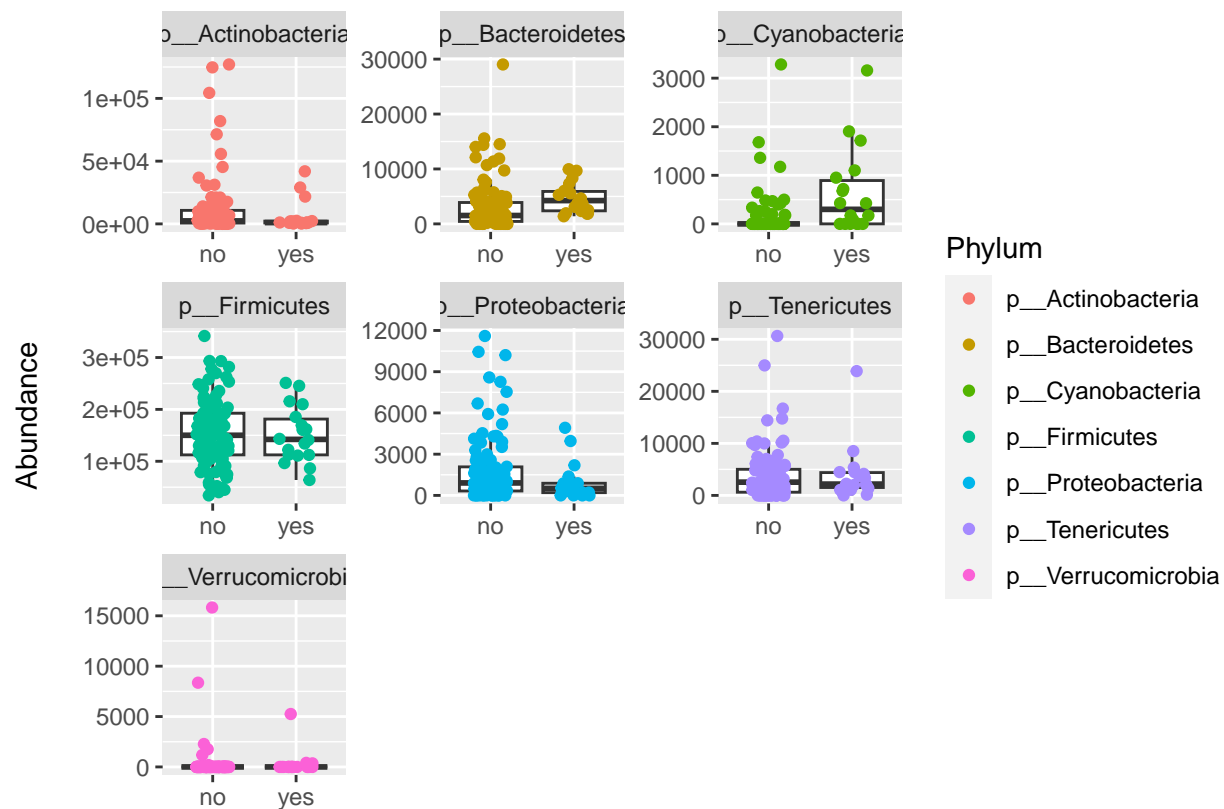 p__Actinobacteria
p__Bacteroidetes
p__Cyanobacteria
1e+05
5e+04
0e+00
30000
20000
10000
0
3000
2000
1000
0
no yes
no yes
no yes
p__Firmicutes
p__Proteobacteria
p__Tenericutes
3e+05
2e+05
1e+05
12000
9000
6000
3000
0
30000
20000
10000
0
no yes
no yes
no yes
__Verrucomicrobi
15000
10000
5000
0
no yes
Abundance
Phylum
p__Actinobacteria
p__Bacteroidetes
p__Cyanobacteria
p__Firmicutes
p__Proteobacteria
p__Tenericutes
p__Verrucomicrobia